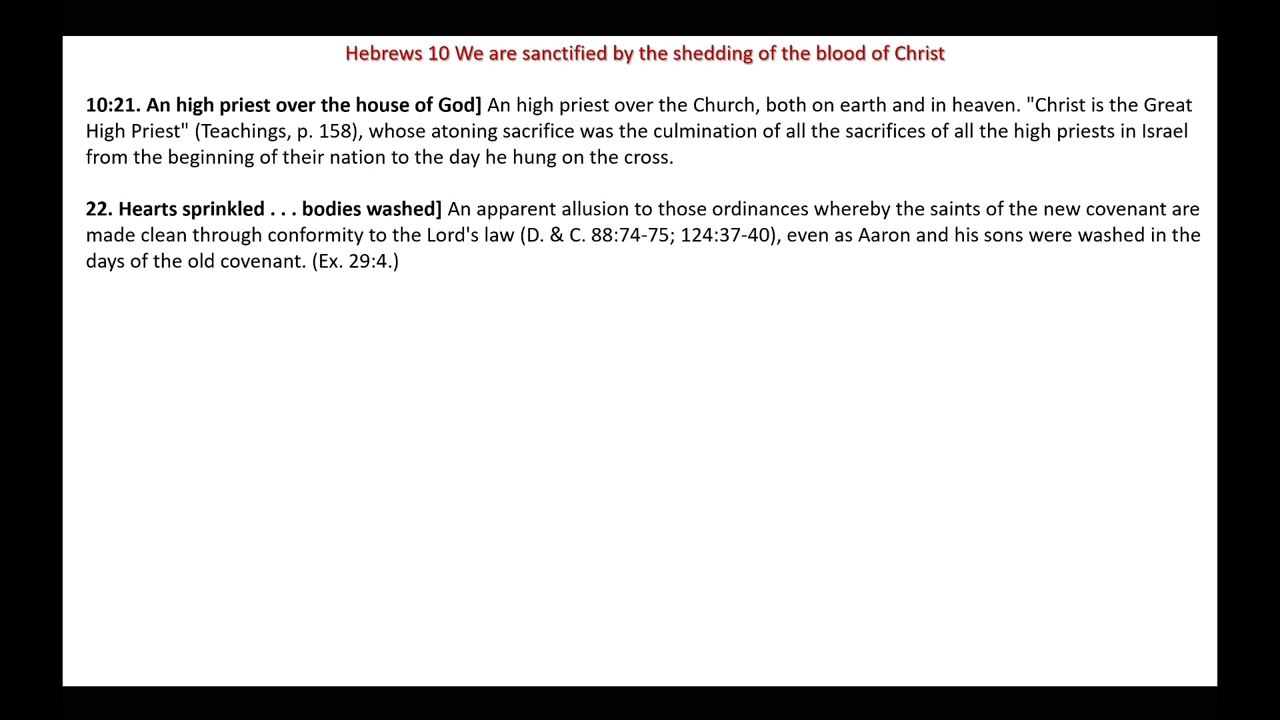 Hebrews 10 We are sanctified by the shedding of the blood of Christ
10:21. An high priest over the house of God] An high priest over the Church, both on earth and in heaven. "Christ is the Great
High Priest" (Teachings, p. 158), whose atoning sacrifice was the culmination of all the sacrifices of all the high priests in Israel
from the beginning of their nation to the day he hung on the cross.
22. Hearts sprinkled . . . bodies washed] An apparent allusion to those ordinances whereby the saints of the new covenant are
made clean through conformity to the Lord's law (D. & C. 88:74-75; 124:37-40), even as Aaron and his sons were washed in the
days of the old covenant. (Ex. 29:4.)